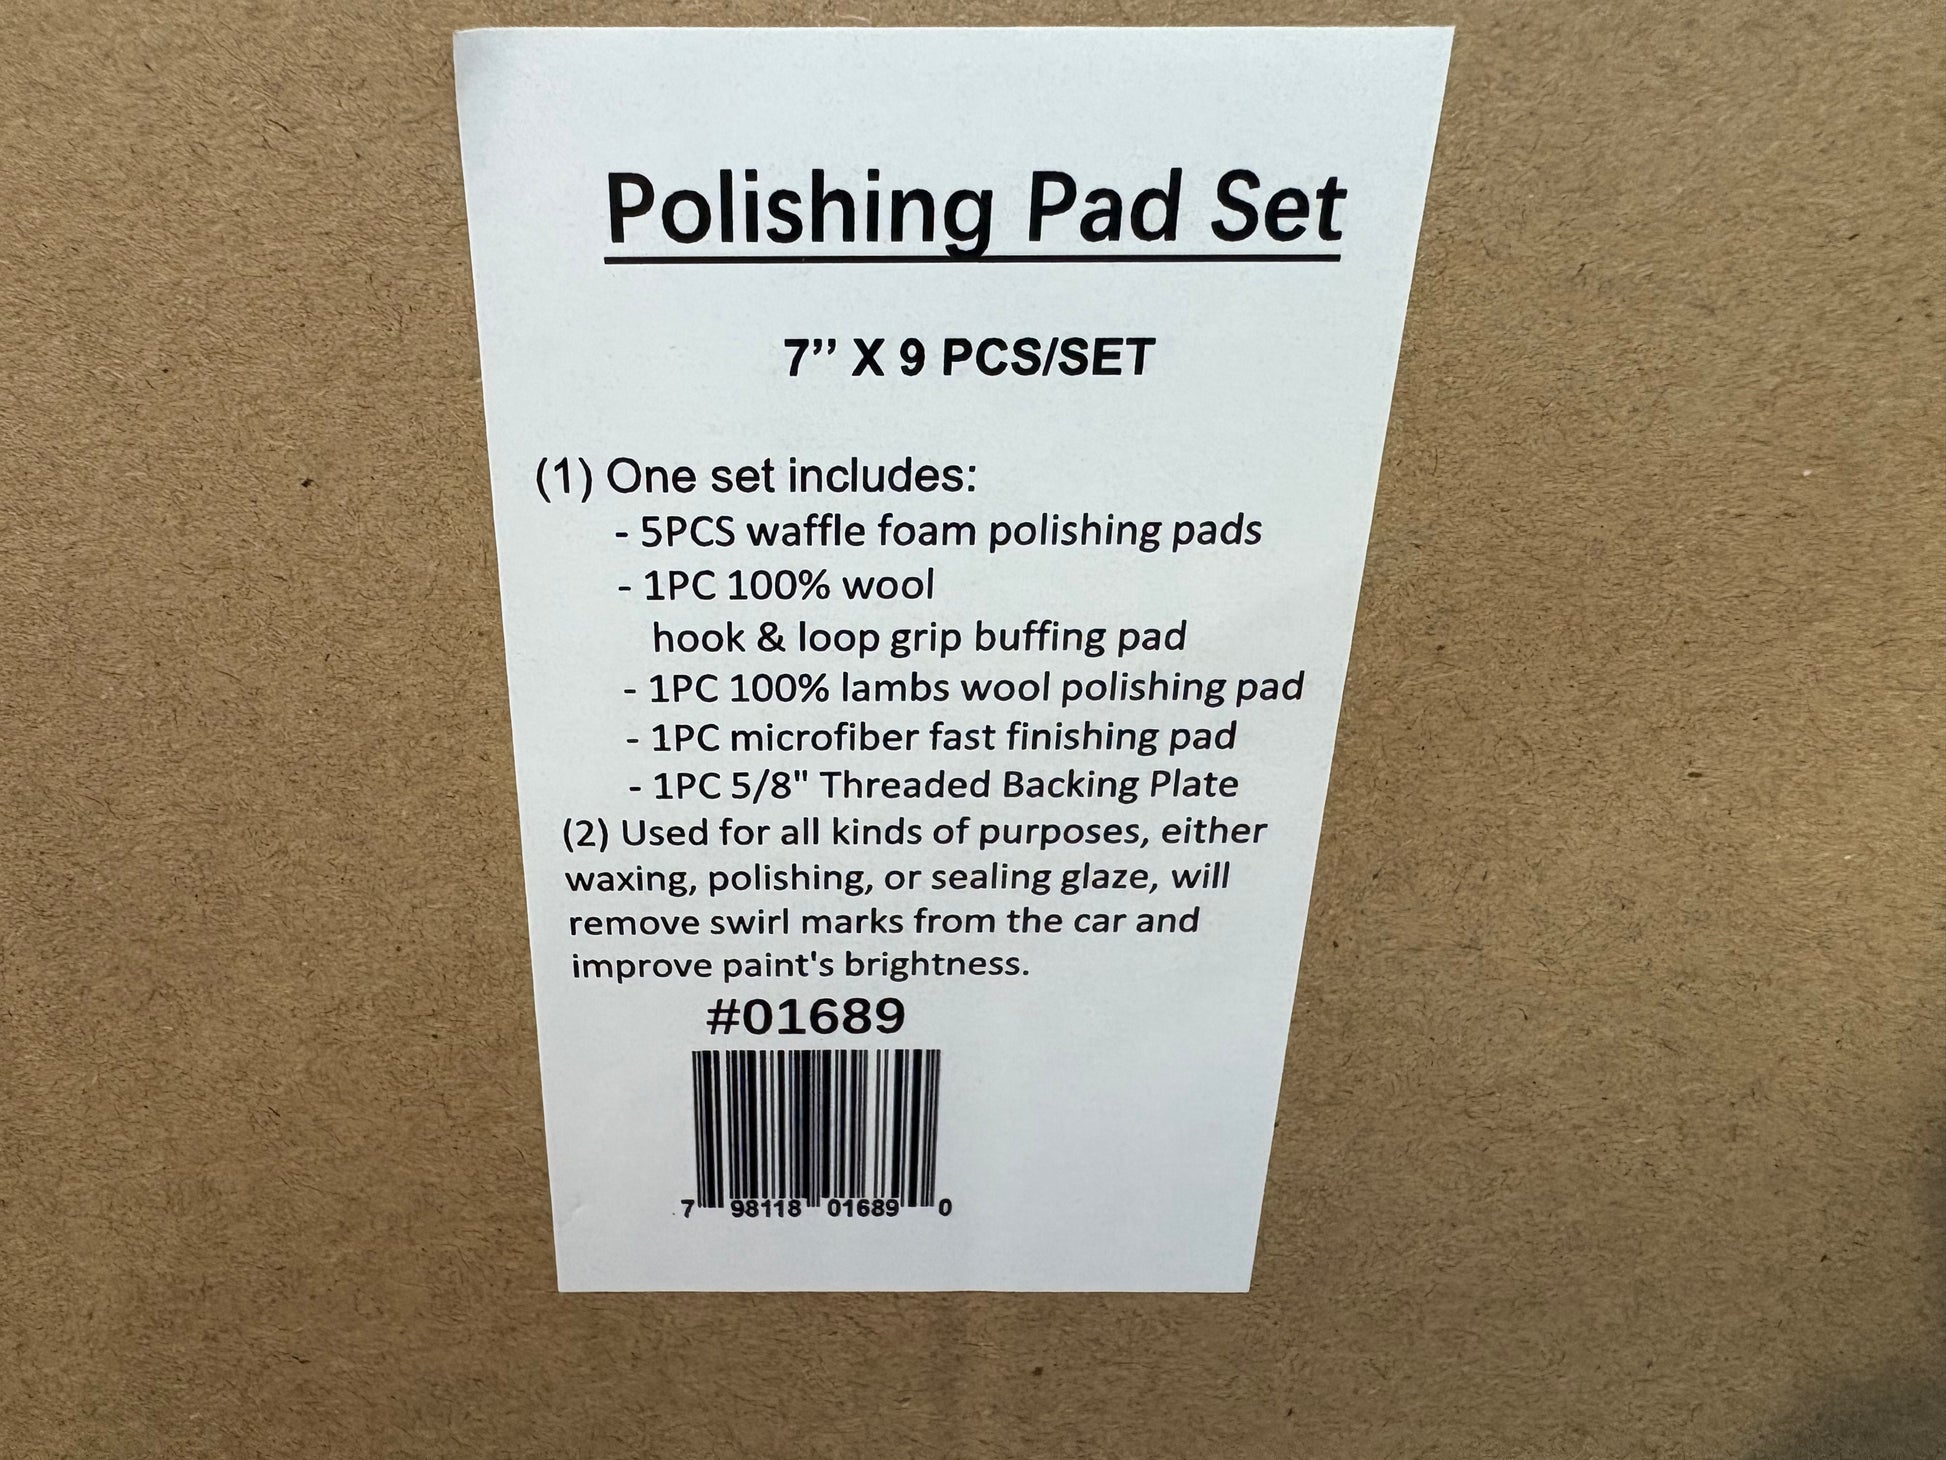 Polishing Pad Set
7’’ X 9 PCS/SET
(1) One set includes:
- 5PCS waffle foam polishing pads
- 1PC 100% wool
hook & loop grip buffing pad
- 1PC 100% lambs wool polishing pad
- 1PC microfiber fast finishing pad
- 1PC 5/8" Threaded Backing Plate
(2) Used for all kinds of purposes, either
waxing, polishing, or sealing glaze, will
remove swirl marks from the car and
improve paint's brightness.
#01689
7 98118 01689 0